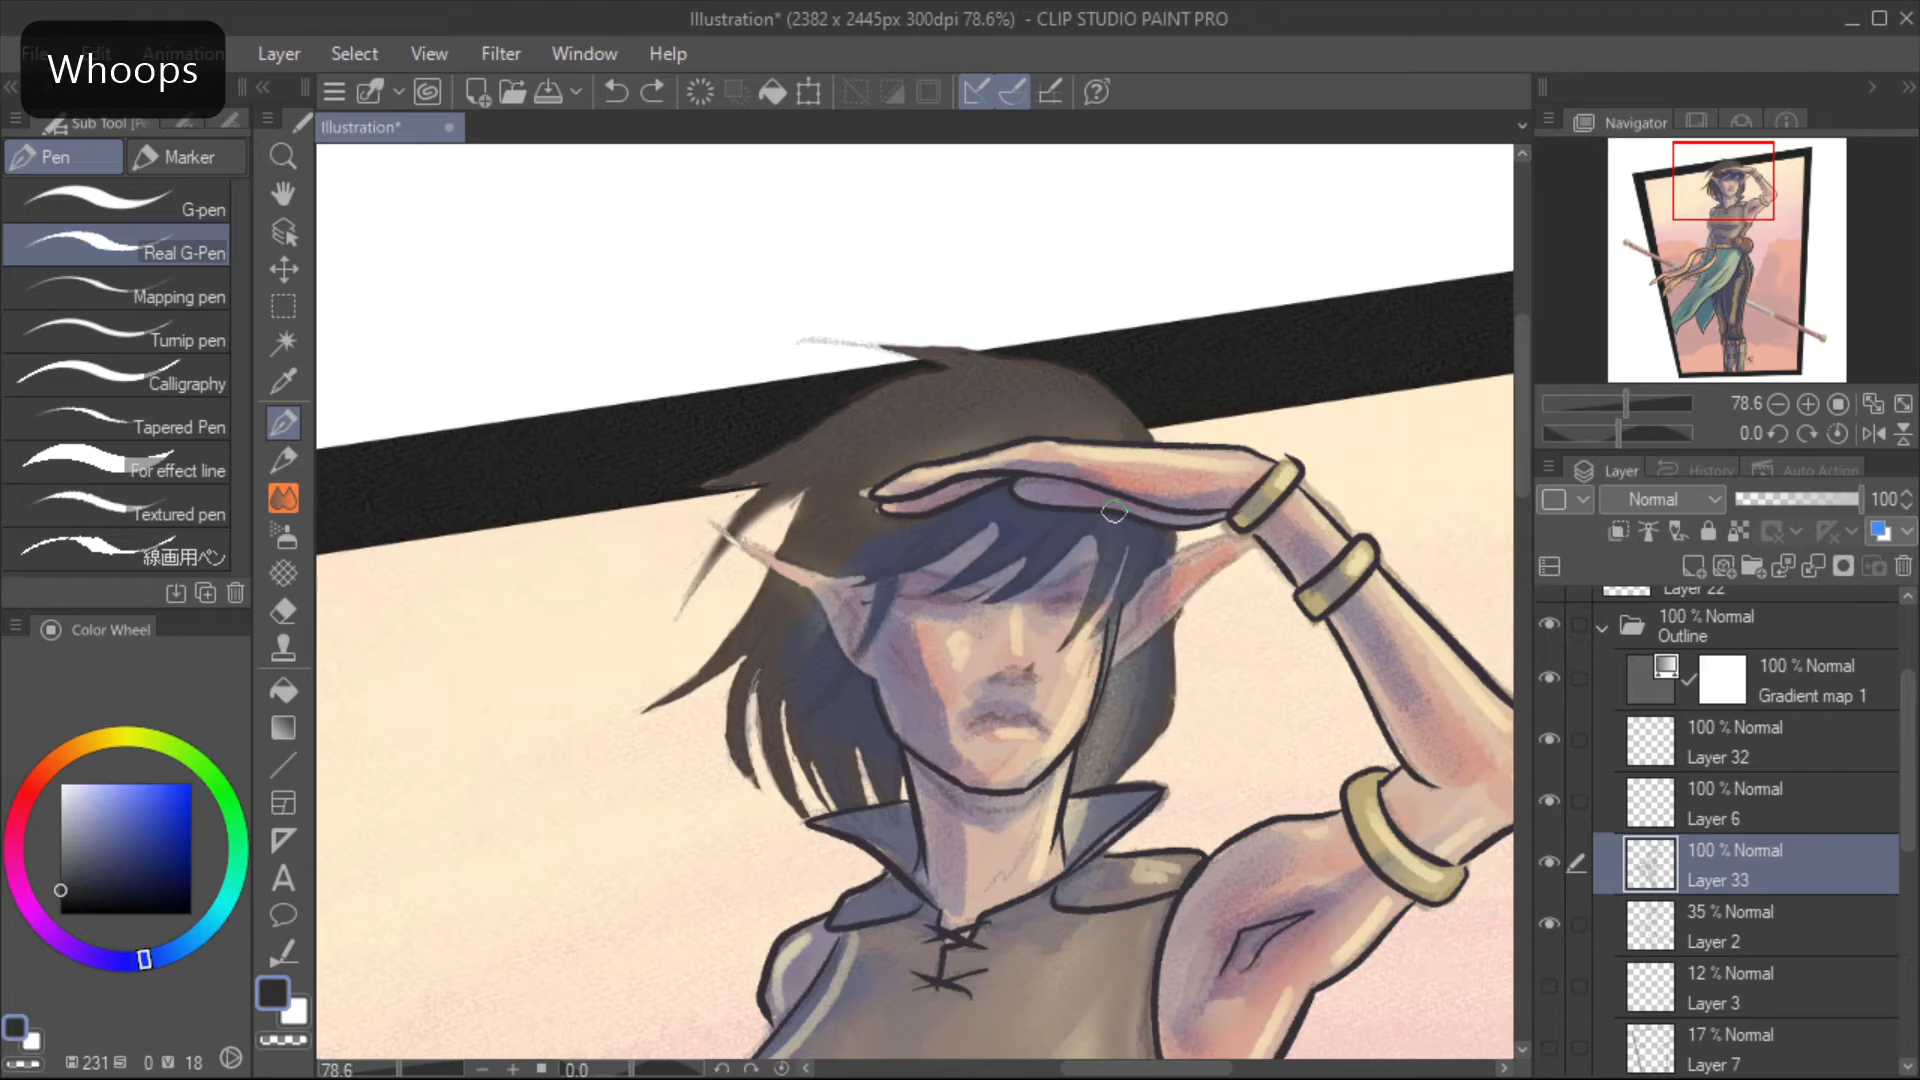 Illustration* (2382 x 2445px 300dpi 78.6%) - CLIP STUDIO PAINT PRO
File Edit Animation Layer Select View Filter Window Help
Whoops
Sub Tool [Pe
Illustration*
Pen Marker
G-pen
Real G-Pen
Mapping pen
Turnip pen
Calligraphy
Tapered Pen
For effect line
Textured pen
線画用ペン
Color Wheel
231 0 18
78.6 0.0
Navigator
78.6
0.0
Layer History Auto Action
Normal 100
Layer 22
100 % Normal
Outline
100 % Normal
Gradient map 1
100 % Normal
Layer 32
100 % Normal
Layer 6
100 % Normal
Layer 33
35 % Normal
Layer 2
12 % Normal
Layer 3
17 % Normal
Layer 7